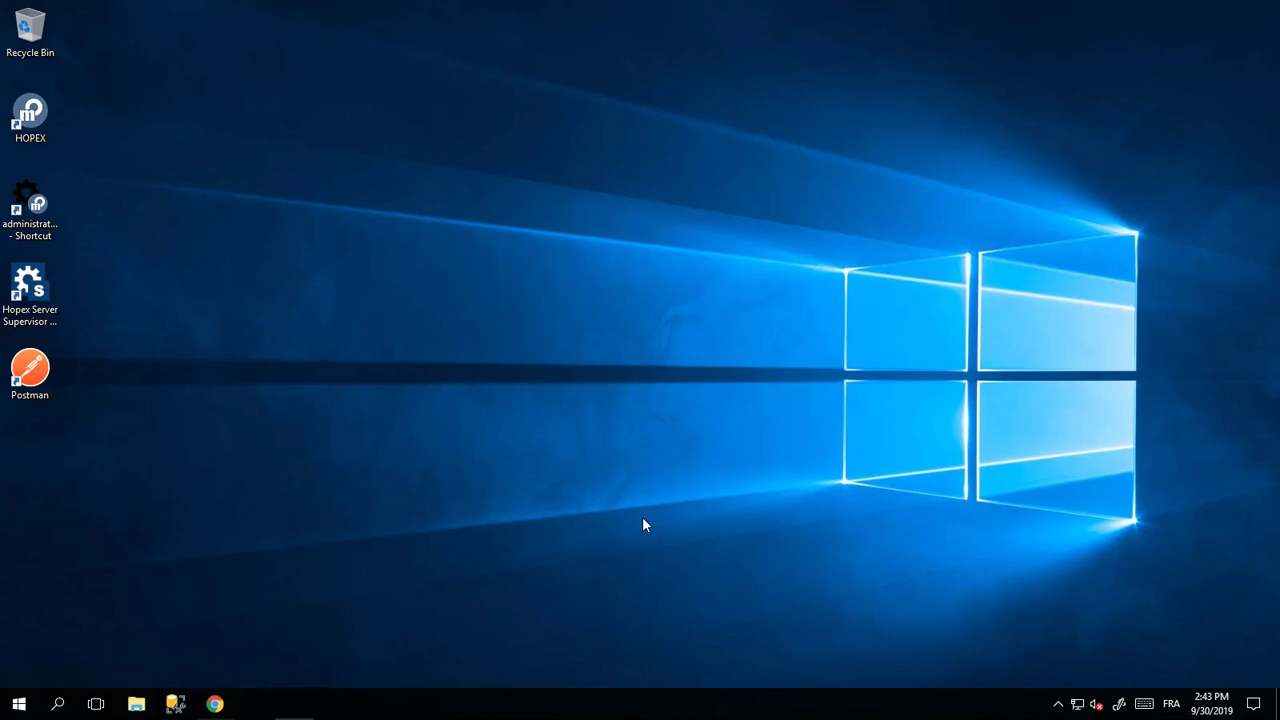 Recycle Bin
HOPEX
administrat...
- Shortcut
Hopex Server
Supervisor ...
Postman
FRA
2:43 PM
9/30/2019